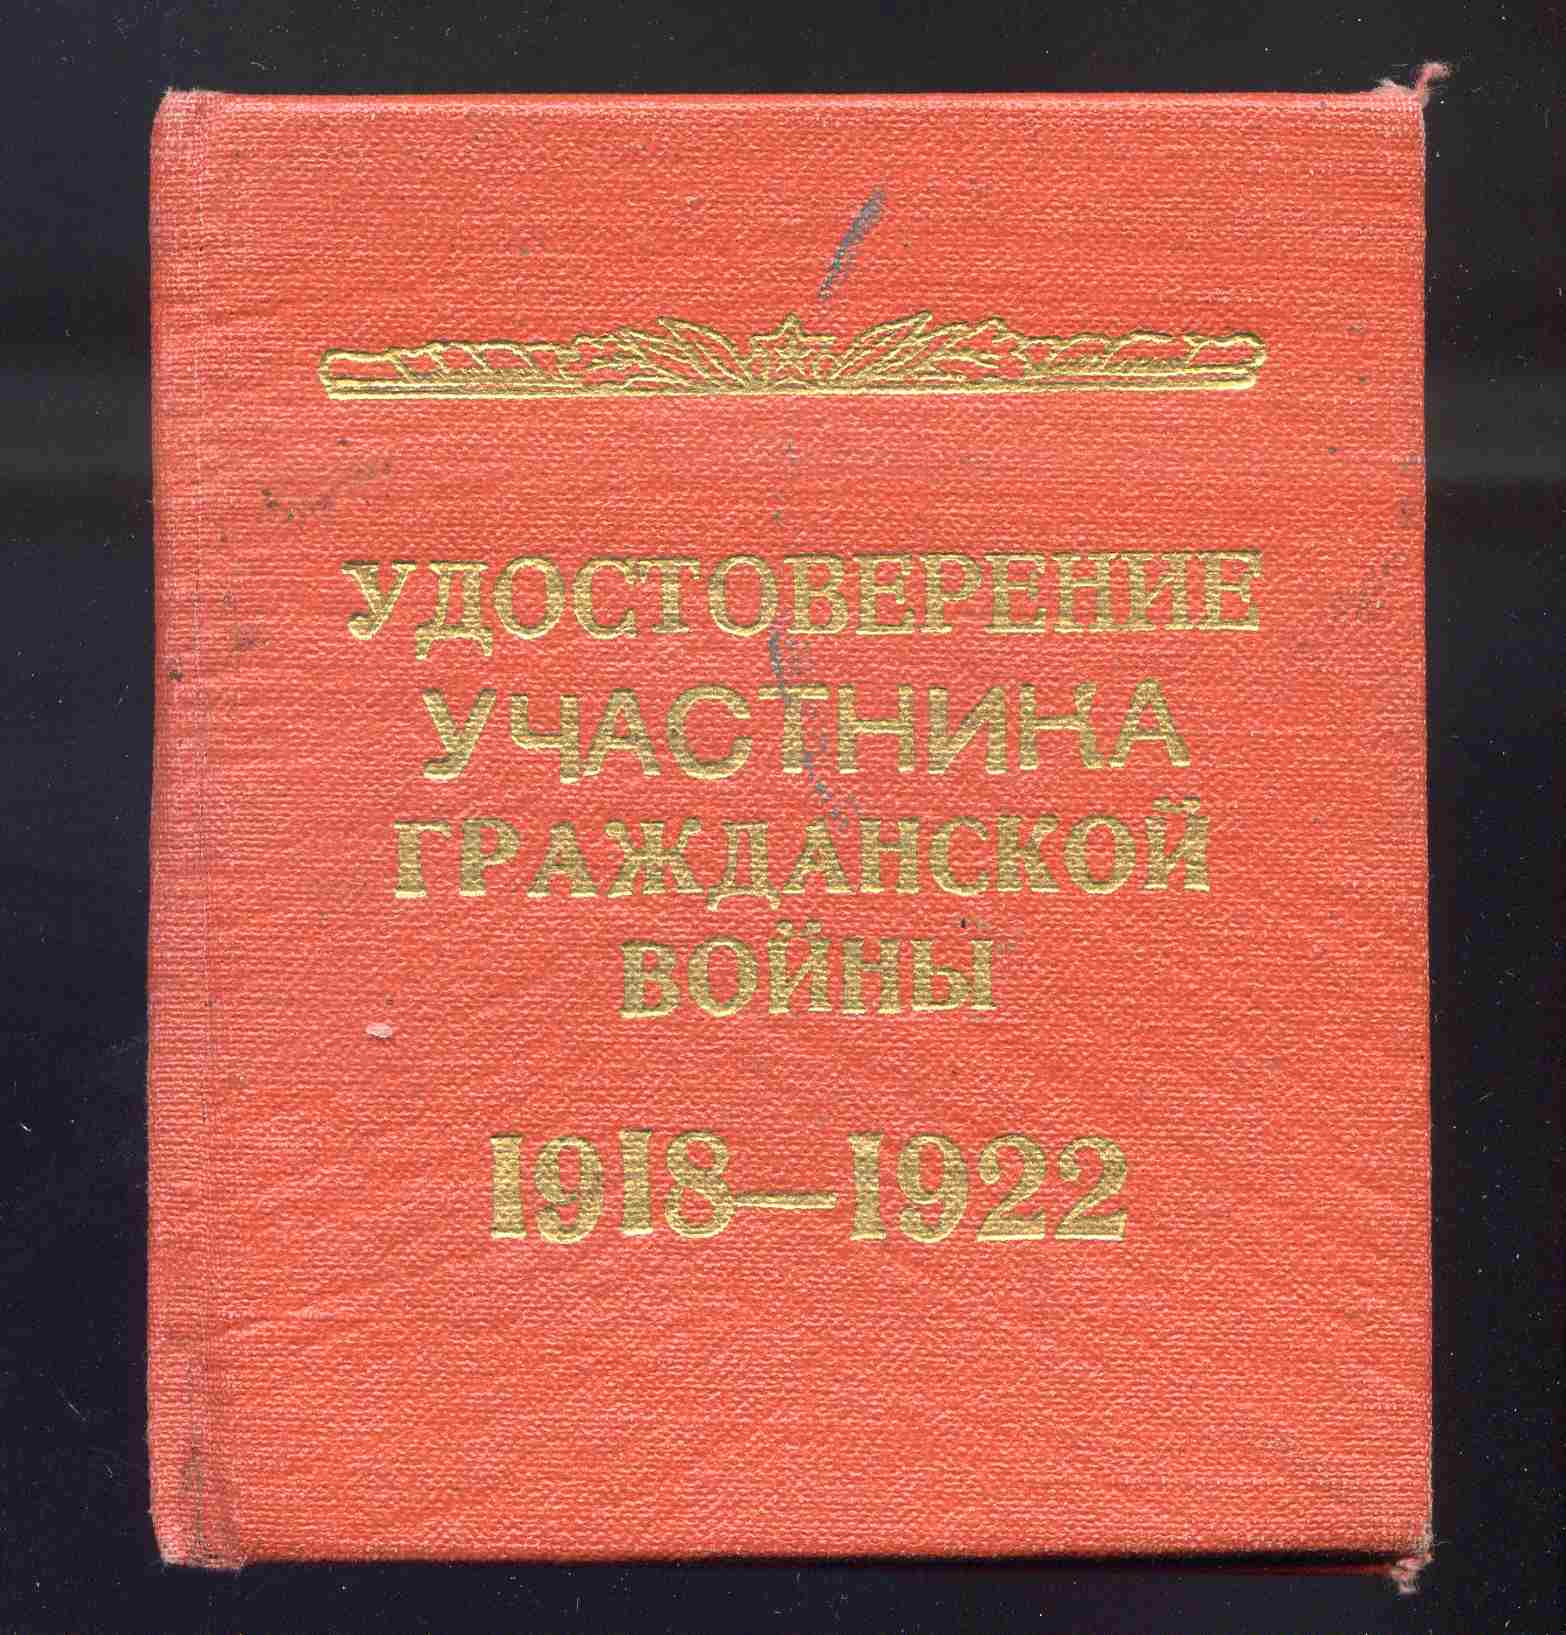 УДОСТОВЕРЕНИЕ
УЧАСТНИКА
ГРАЖДАНСКОЙ
ВОЙНЫ
1918—1922